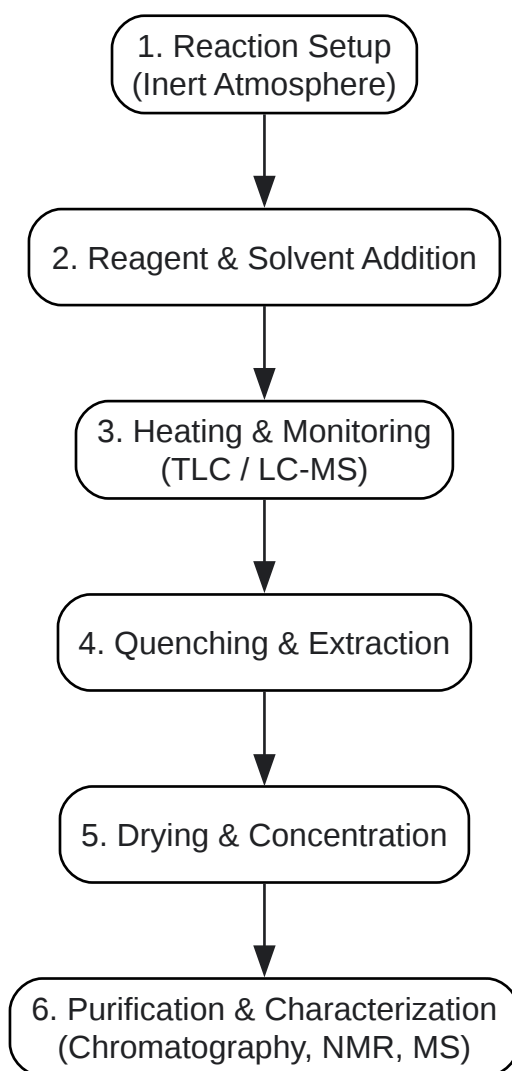 1. Reaction Setup
(Inert Atmosphere)
2. Reagent & Solvent Addition
3. Heating & Monitoring
(TLC / LC-MS)
4. Quenching & Extraction
5. Drying & Concentration
6. Purification & Characterization
(Chromatography, NMR, MS)